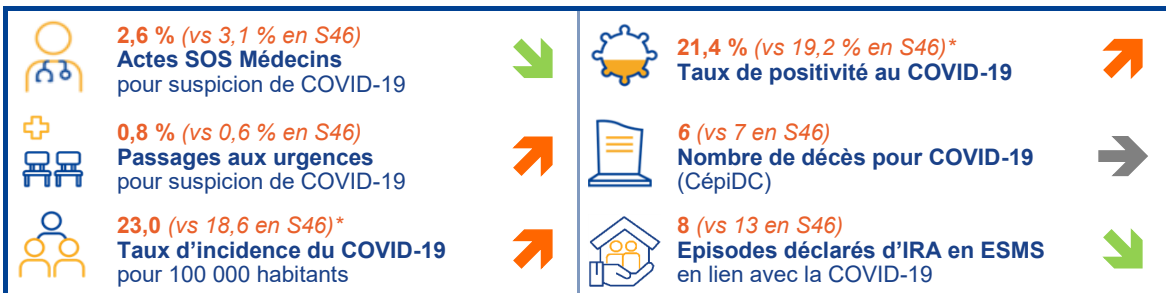 2,6 % (vs 3,1 % en S46)
Actes SOS Médecins
pour suspicion de COVID-19
0,8 % (vs 0,6 % en S46)
Passages aux urgences
pour suspicion de COVID-19
23,0 (vs 18,6 en S46)*
Taux d'incidence du COVID-19
pour 100 000 habitants
21,4 % (vs 19,2 % en S46)*
Taux de positivité au COVID-19
6 (vs 7 en S46)
Nombre de décès pour COVID-19
(CépiDC)
8 (vs 13 en S46)
Episodes déclarés d'IRA en ESMS
en lien avec la COVID-19